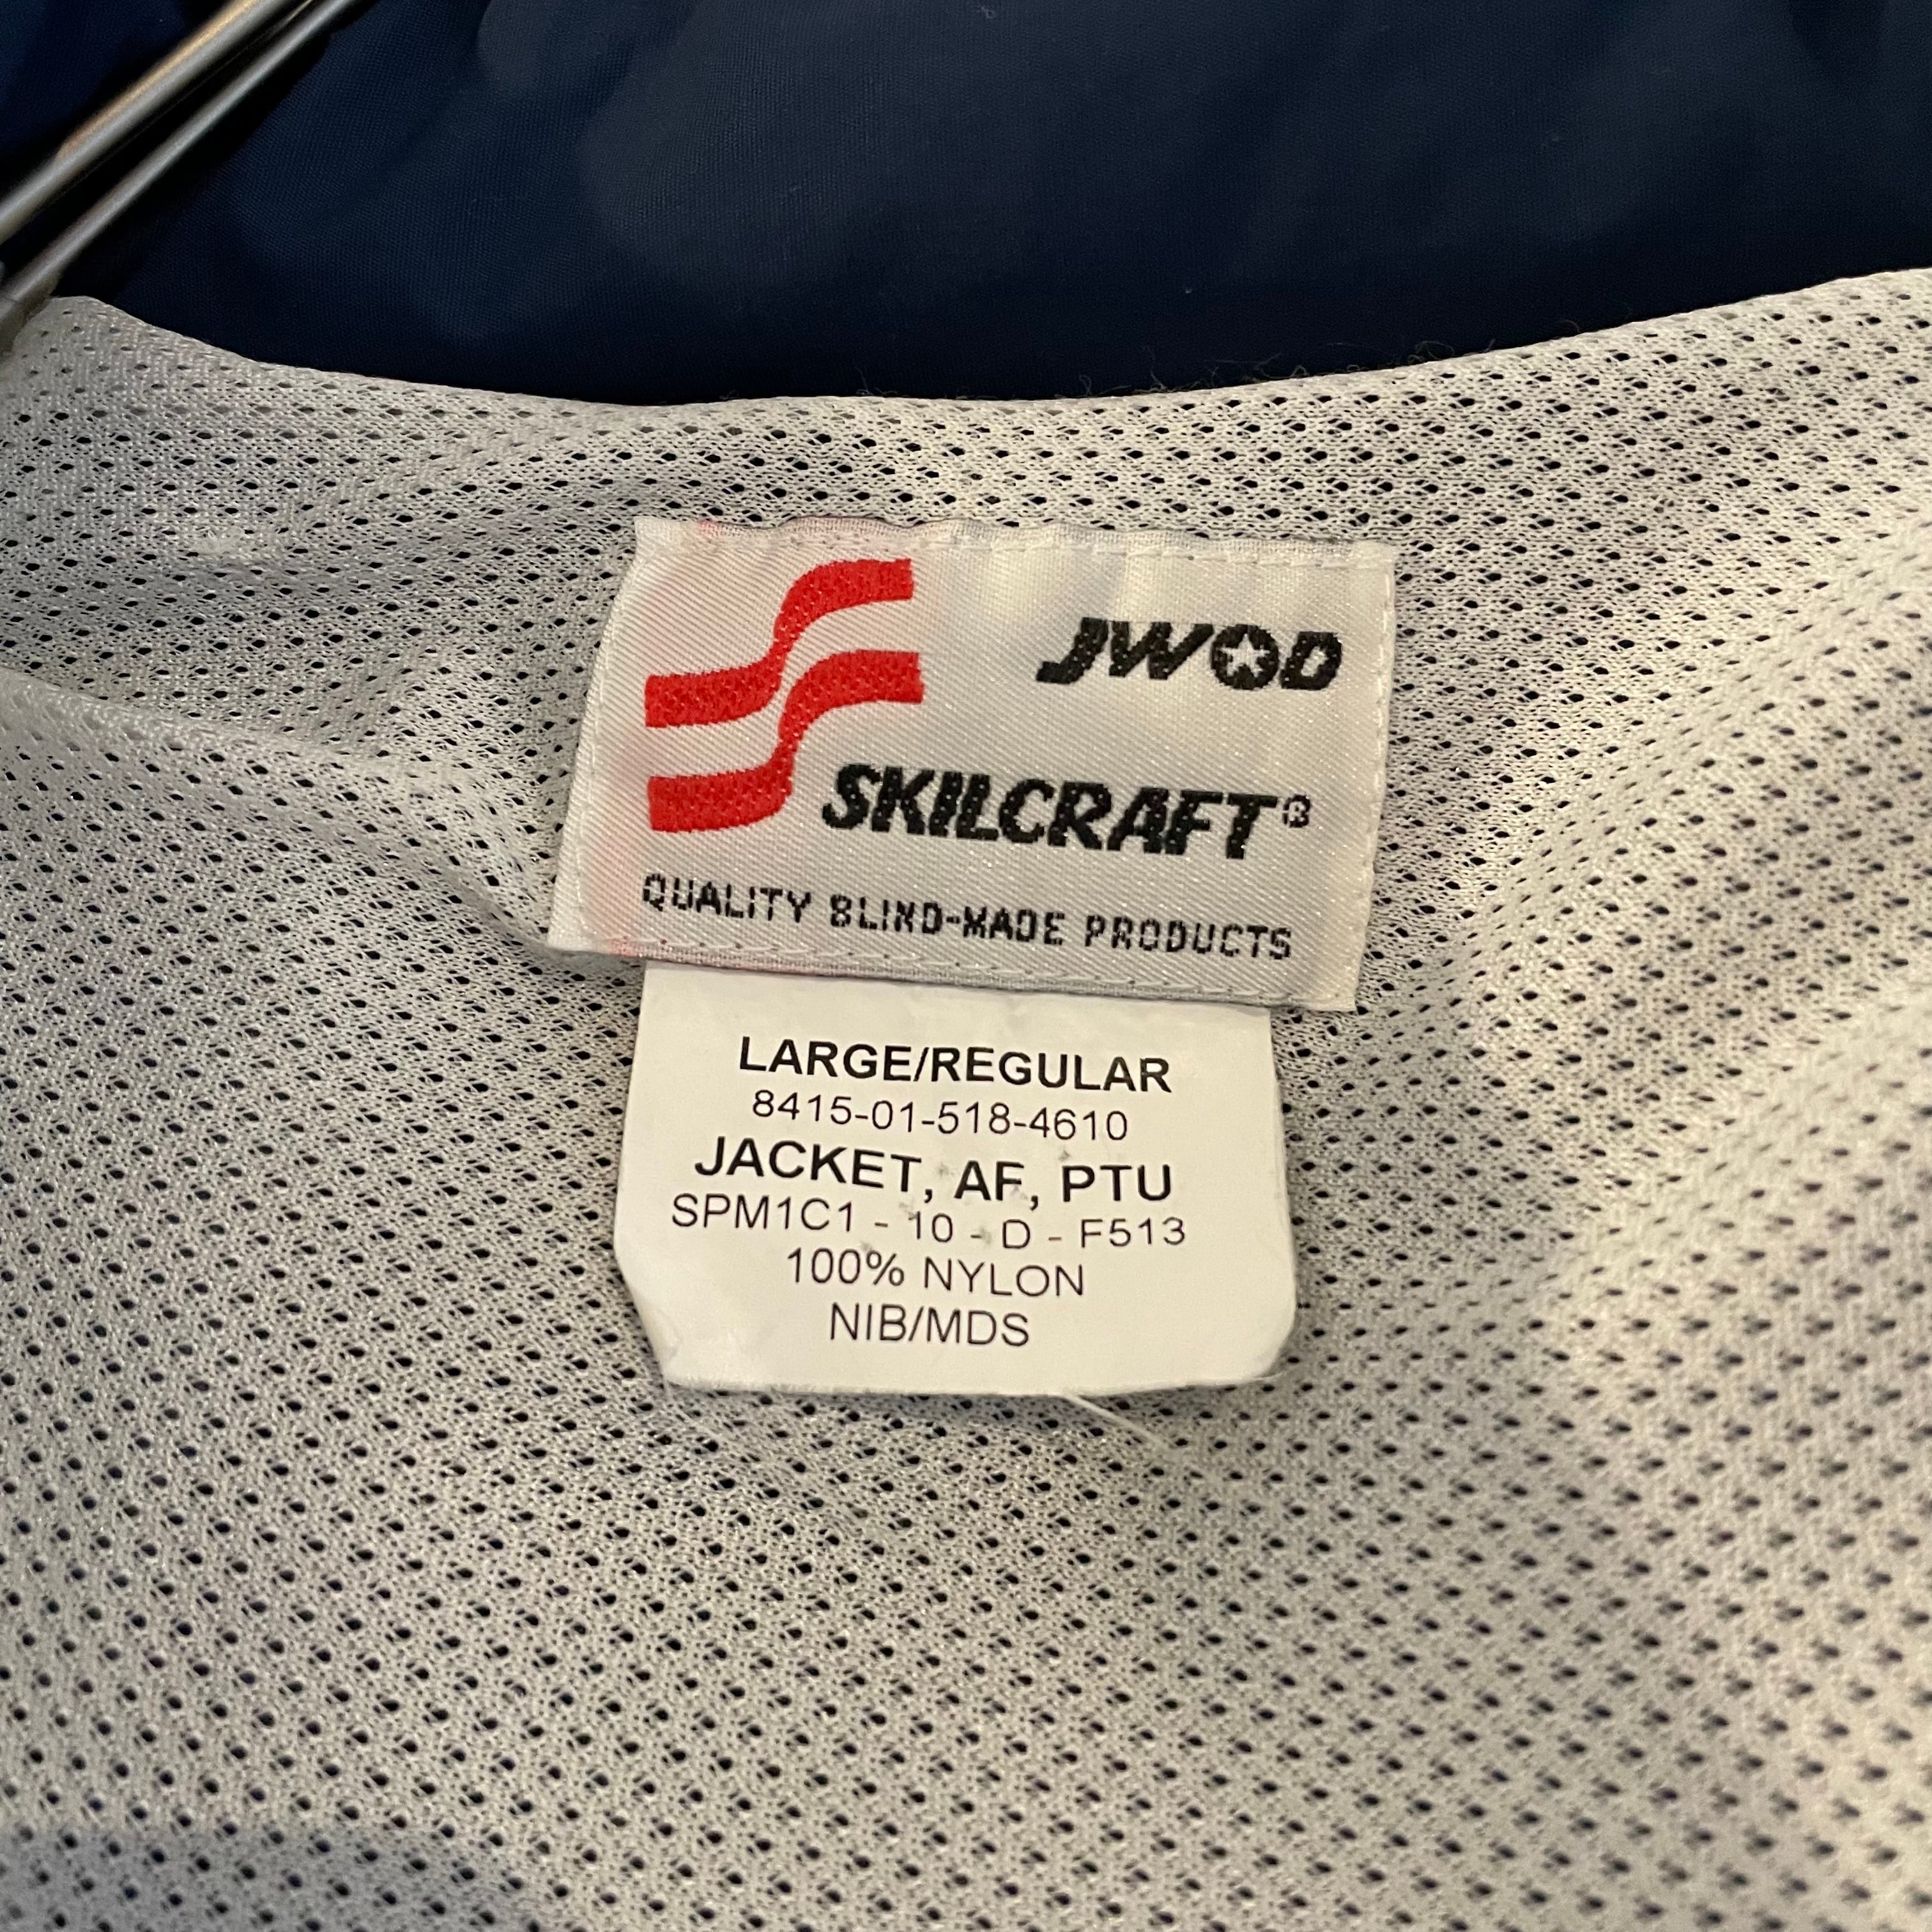 JWOD
SKILCRAFT®
QUALITY BLIND-MADE PRODUCTS
LARGE/REGULAR
8415-01-518-4610
JACKET, AF, PTU
SPM1C1 - 10 - D - F513
100% NYLON
NIB/MDS